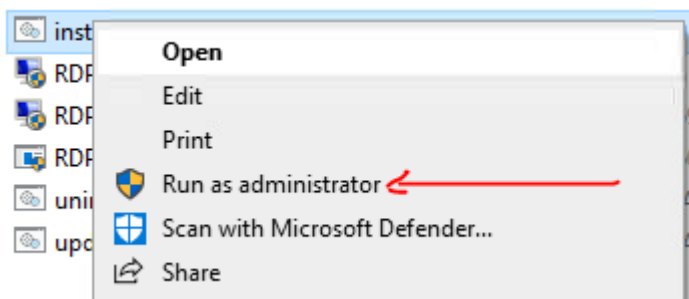 inst
Open
RDP
Edit
RDP
Print
RDP
Run as administrator
unin
Scan with Microsoft Defender...
upd
Share